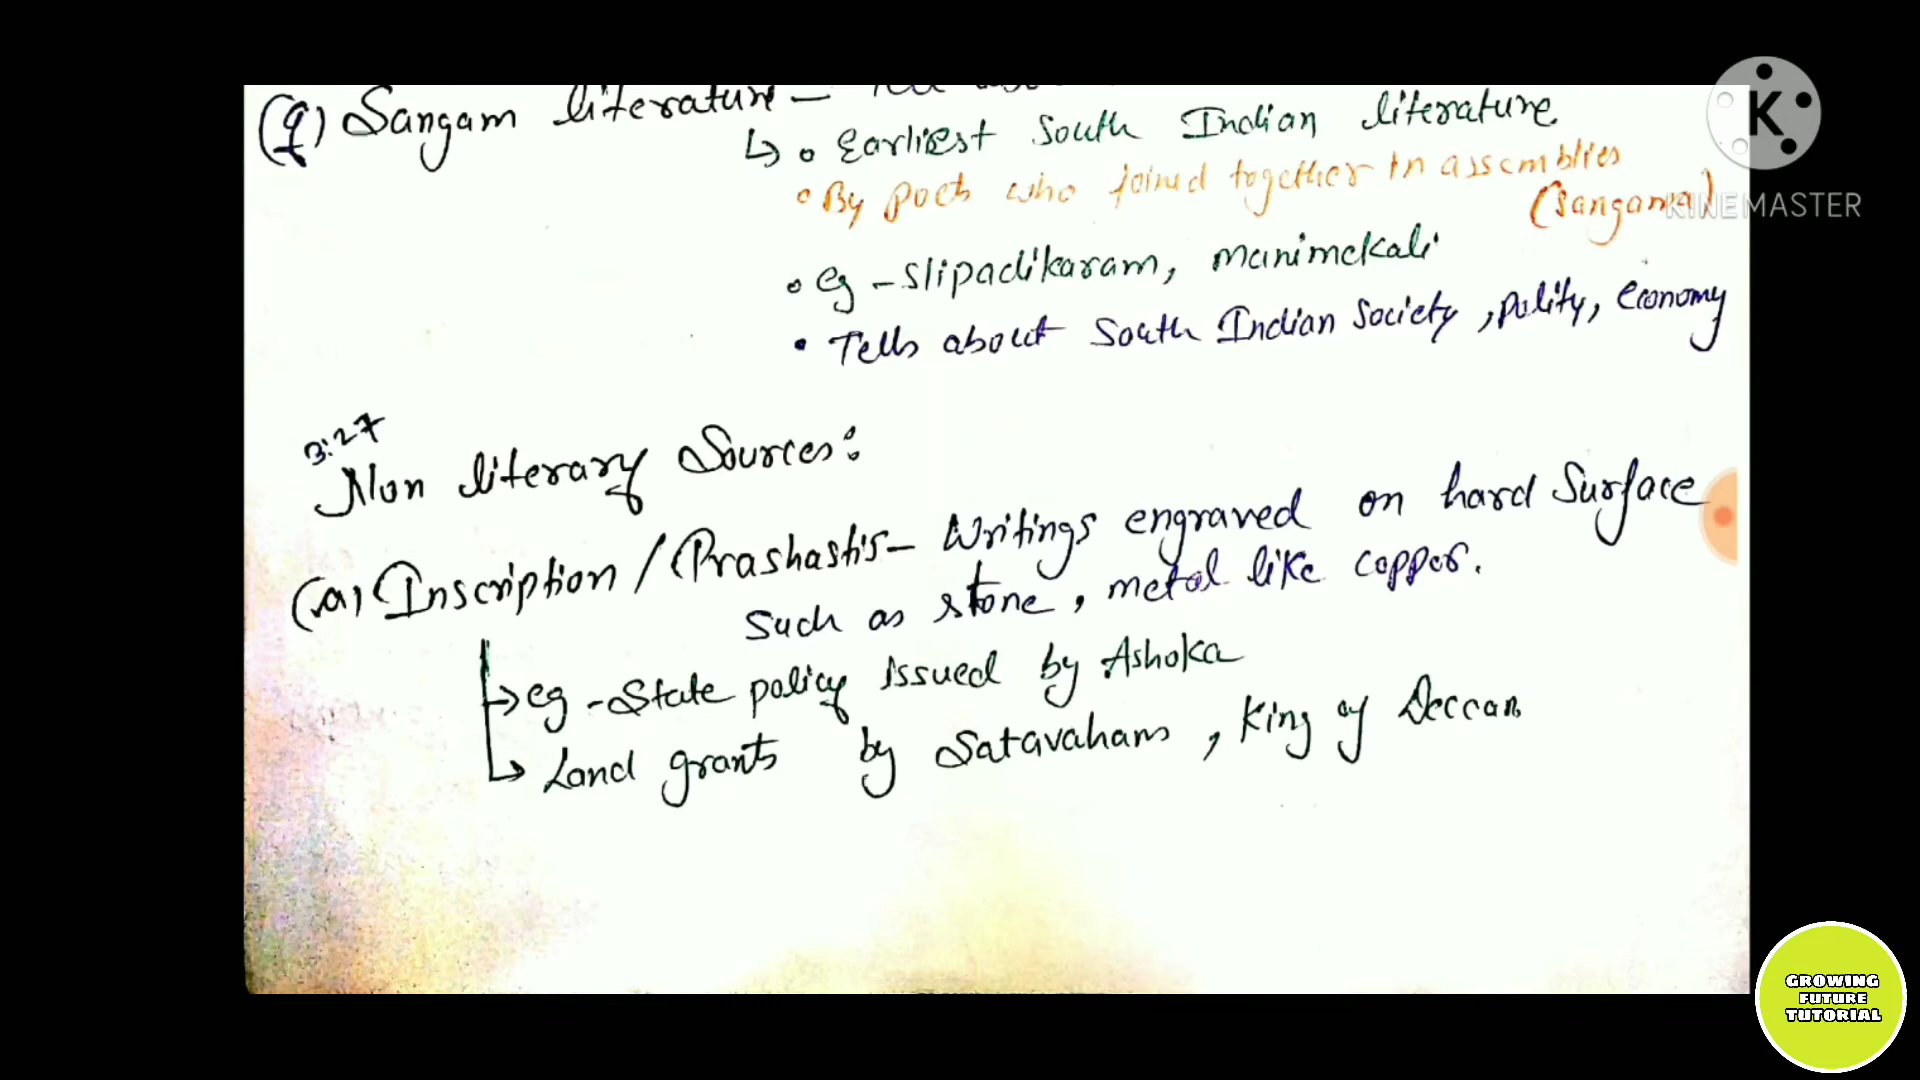 (g) Sangam literature –
↳ • Earliest South Indian literature
• By poets who joined together in assemblies
(Sangama)
• eg – Slipadikaram, manimekali
• Tells about South Indian Society, polity, economy
3:27
Non literary Sources:
(a) Inscription / Prashastis – Writings engraved on hard Surface
Such as stone, metal like copper.
→ eg – State policy issued by Ashoka
→ Land grants by Satavahans, King of Deccan
K
KINEMASTER
GROWING
FUTURE
TUTORIAL